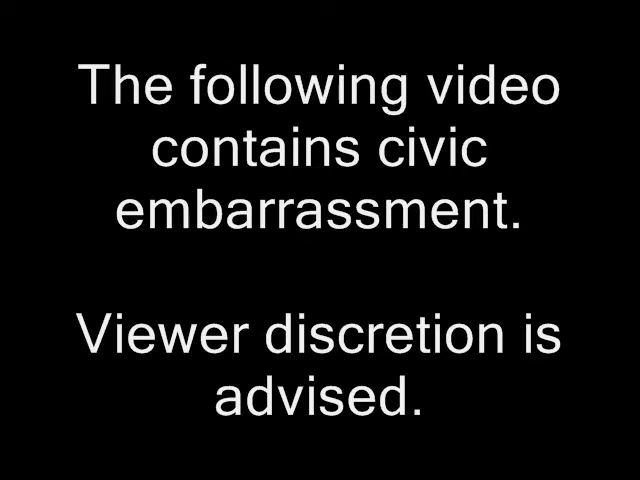 The following video
contains civic
embarrassment.
Viewer discretion is
advised.